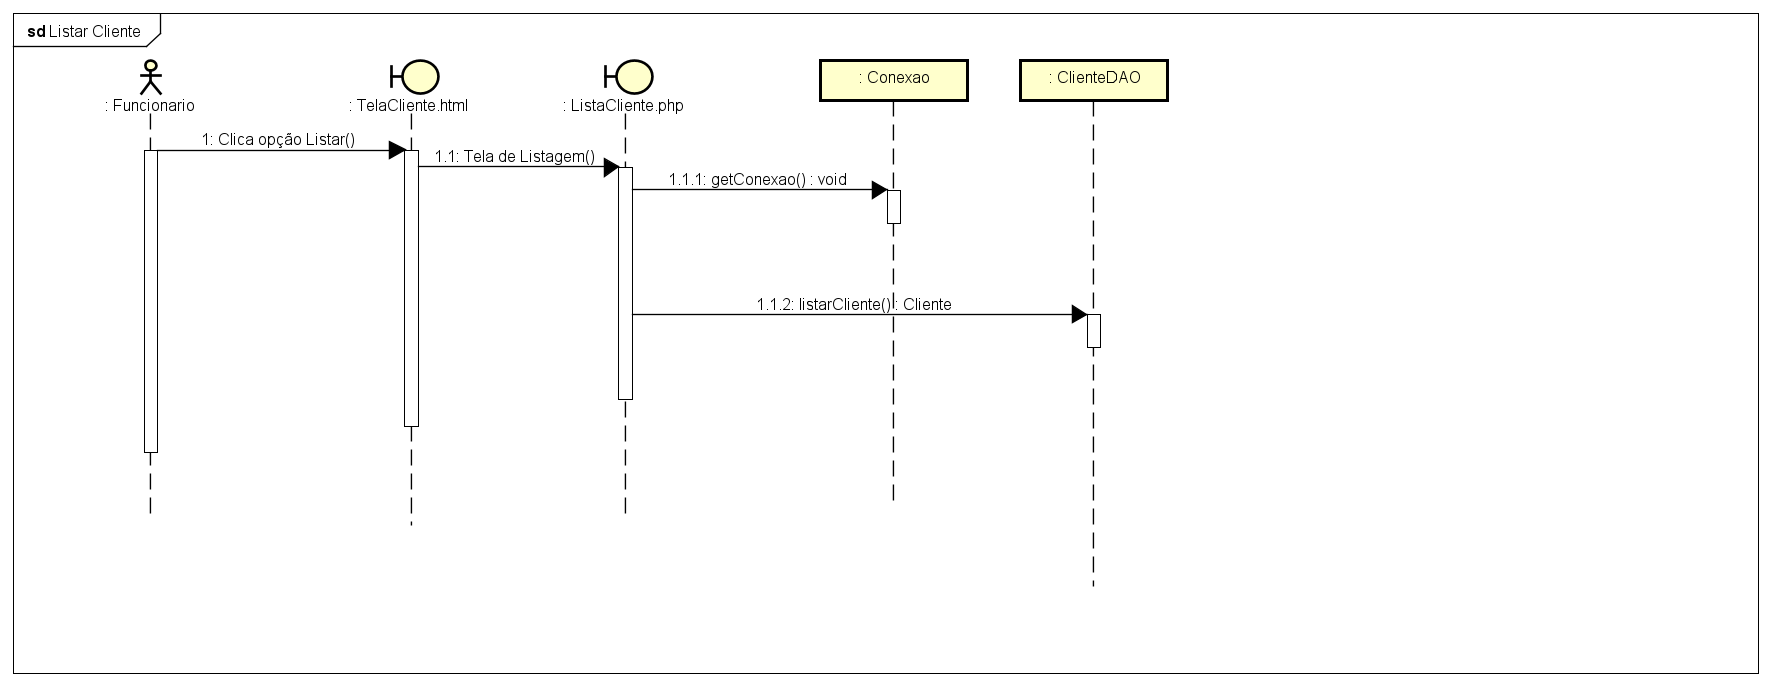 sd Listar Cliente
: Funcionario
: TelaCliente.html
: ListaCliente.php
: Conexao
: ClienteDAO
1: Clica opção Listar()
1.1: Tela de Listagem()
1.1.1: getConexao() : void
1.1.2: listarCliente() : Cliente